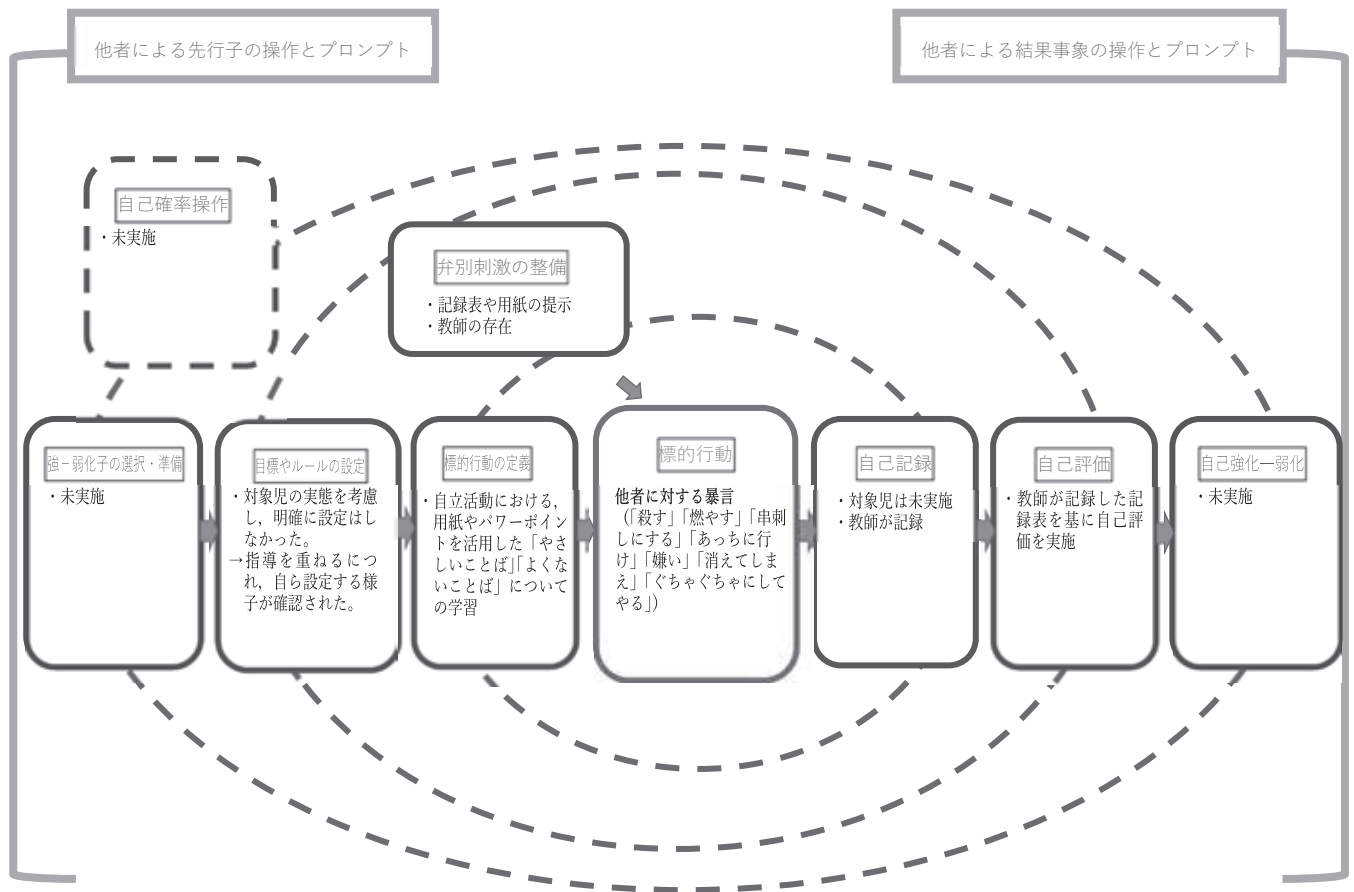 他者による先行子の操作とプロンプト
他者による結果事象の操作とプロンプト
自己確率操作
・未実施
弁別刺激の整備
・記録表や用紙の提示
・教師の存在
強－弱化子の選択・準備
・未実施
目標やルールの設定
・対象児の実態を考慮
し，明確に設定はし
なかった。
→指導を重ねるにつ
れ，自ら設定する様
子が確認された。
標的行動の定義
・自立活動における，
用紙やパワーポイン
トを活用した「やさ
しいことば」「よくな
いことば」について
の学習
標的行動
他者に対する暴言
（「殺す」「燃やす」「串刺
しにする」「あっちに行
け」「嫌い」「消えてしま
え」「ぐちゃぐちゃにして
やる」）
自己記録
・対象児は未実施
・教師が記録
自己評価
・教師が記録した記
録表を基に自己評
価を実施
自己強化―弱化
・未実施